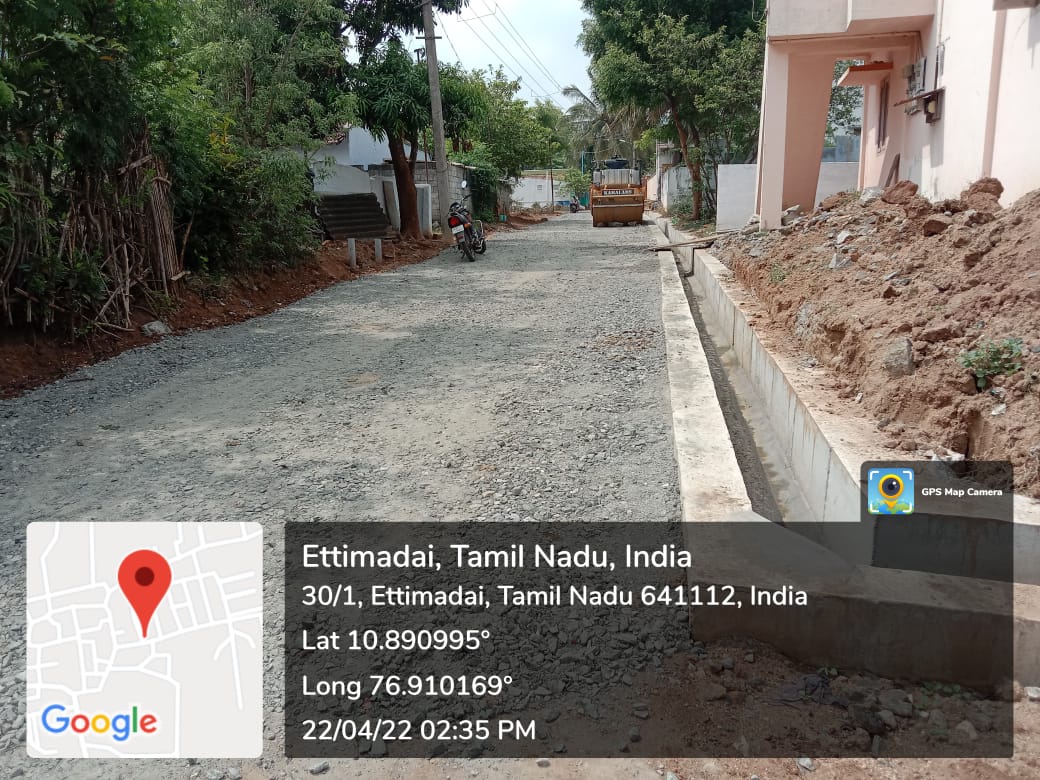 KAMALAMS
GPS Map Camera
Ettimadai, Tamil Nadu, India
30/1, Ettimadai, Tamil Nadu 641112, India
Lat 10.890995°
Long 76.910169°
22/04/22 02:35 PM
Google